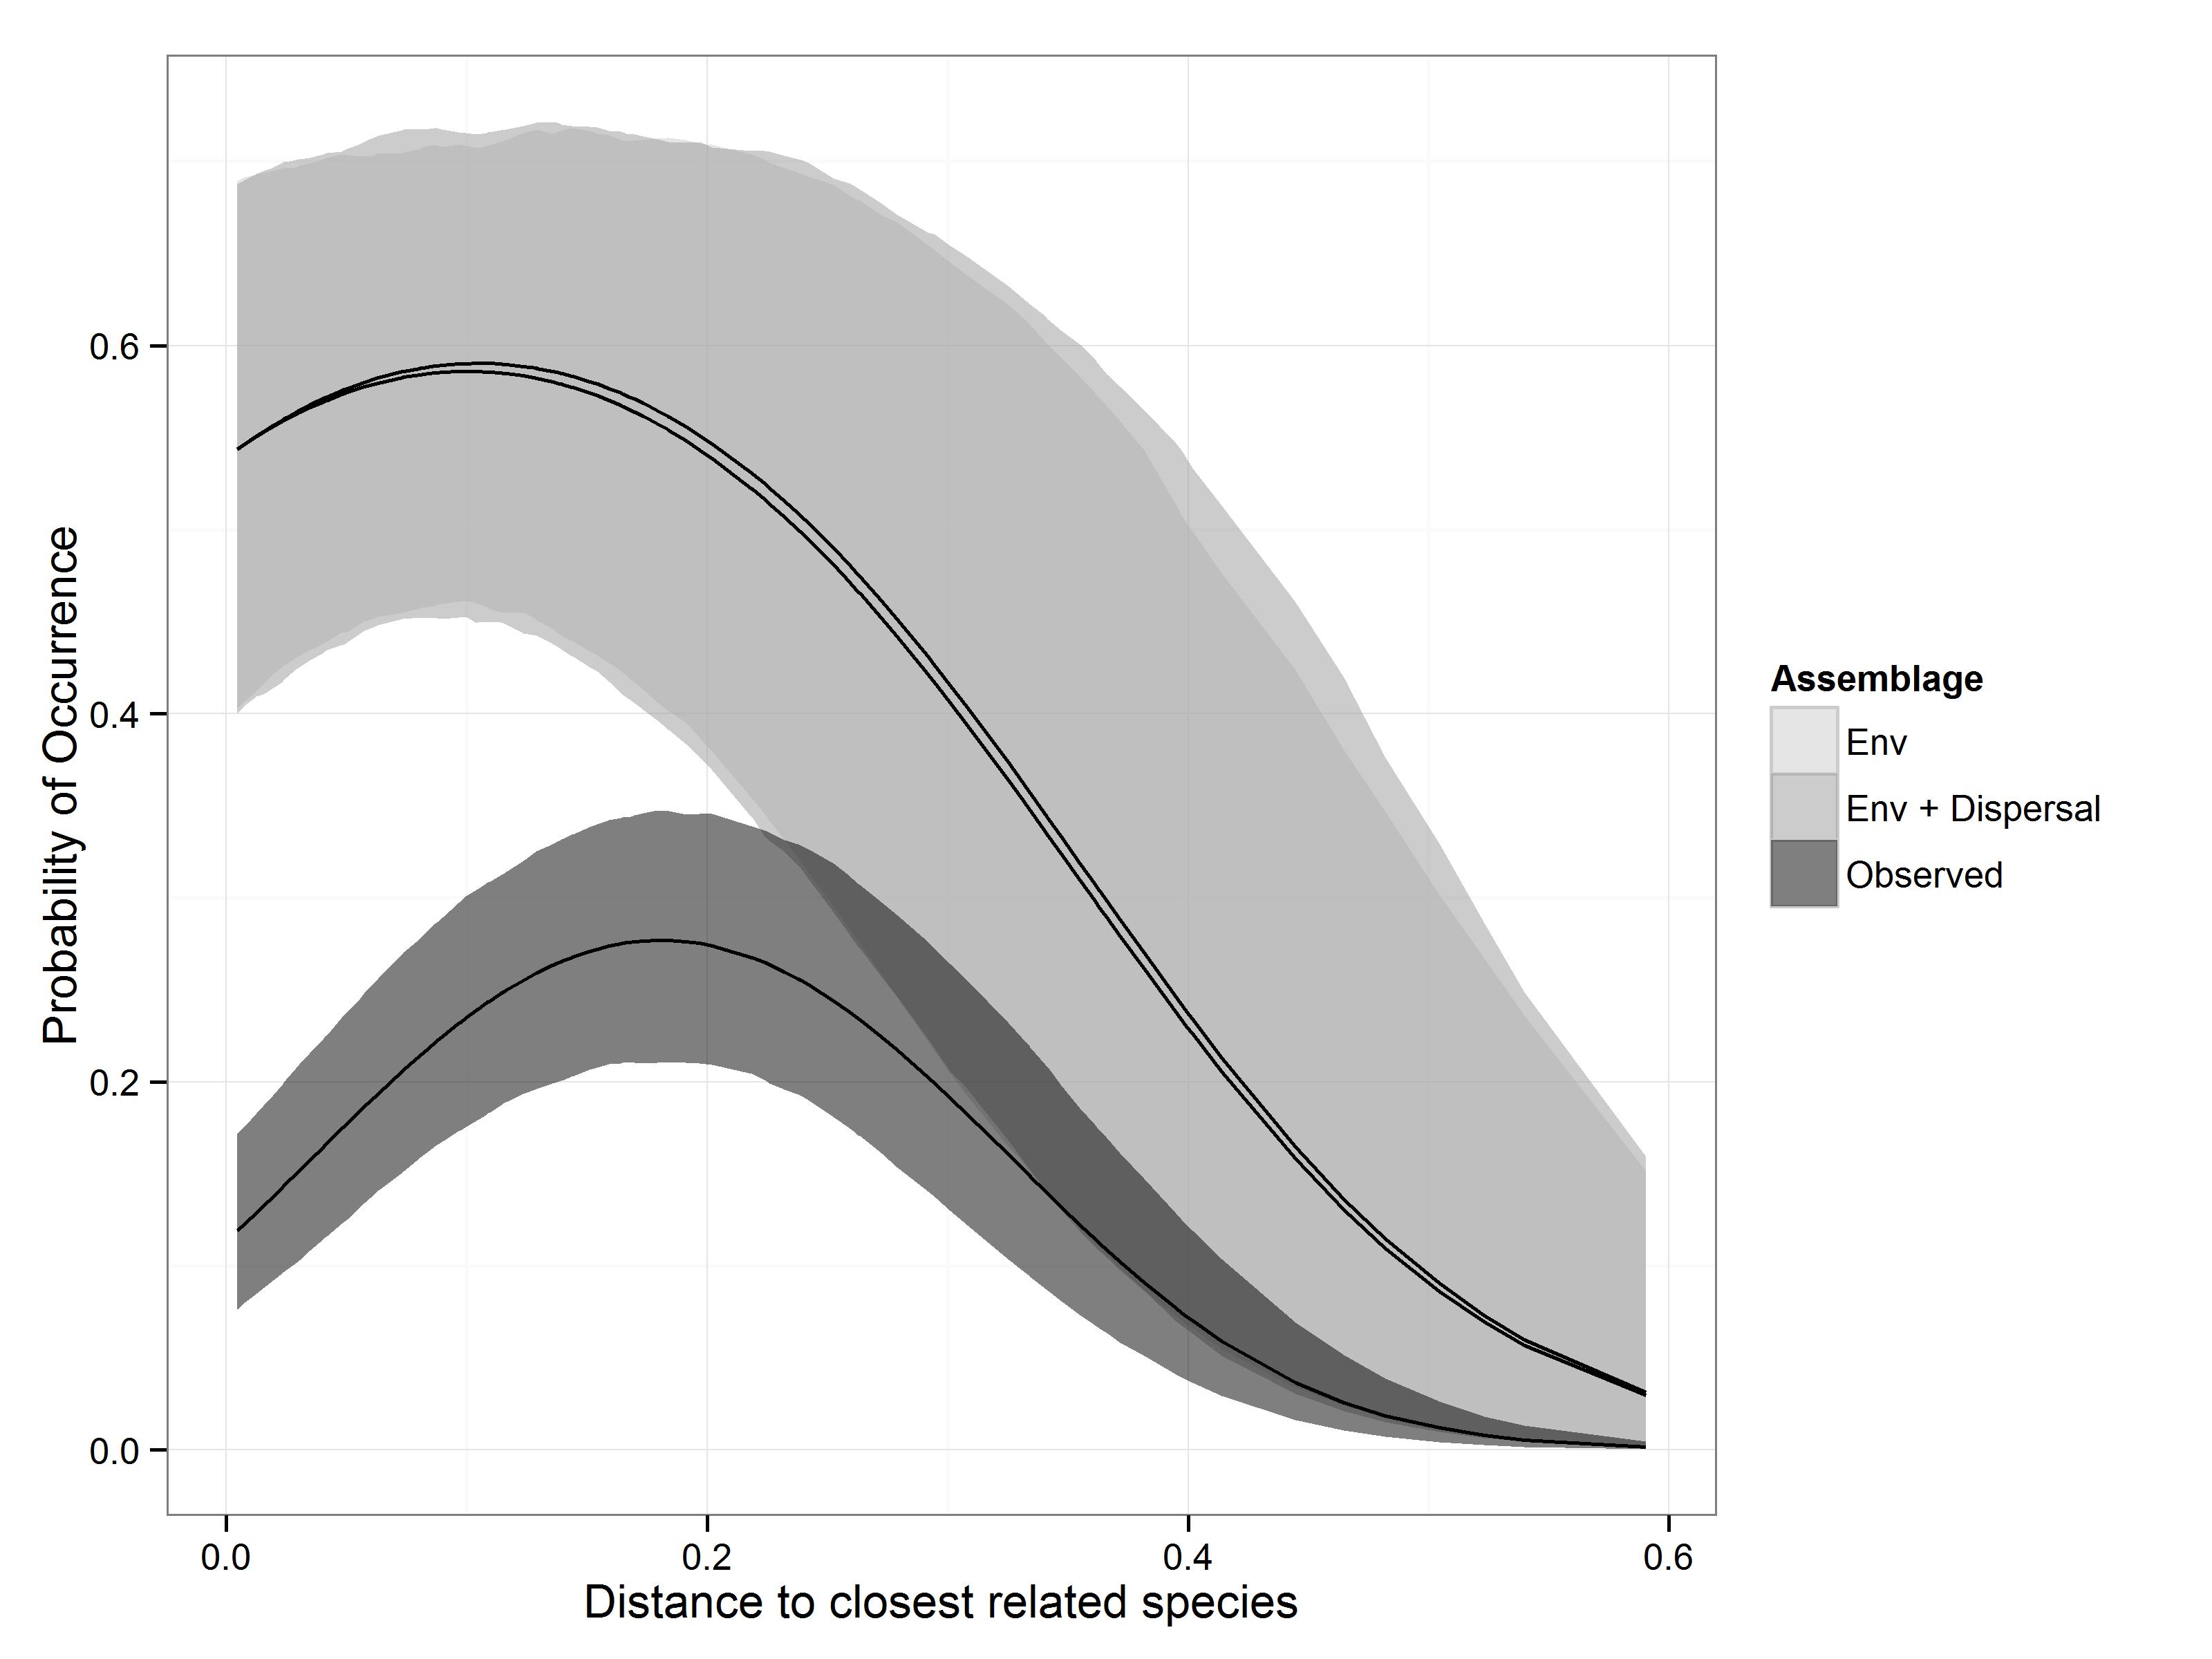 Probability of Occurrence
0.6
0.4
0.2
0.0
0.0 0.2 0.4 0.6
Distance to closest related species
Assemblage
Env
Env + Dispersal
Observed